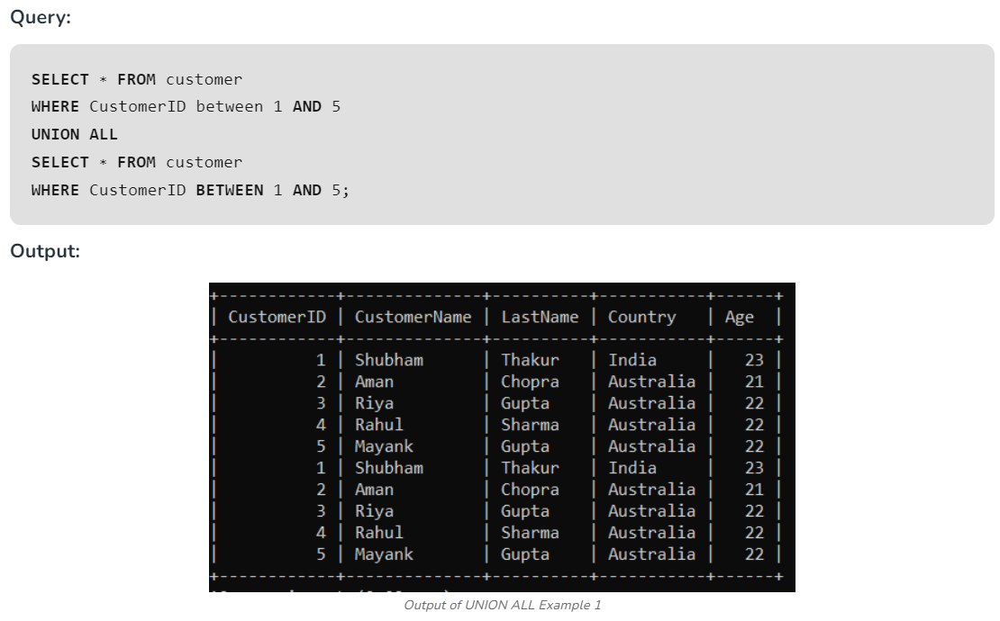 Query:
SELECT * FROM customer
WHERE CustomerID between 1 AND 5
UNION ALL
SELECT * FROM customer
WHERE CustomerID BETWEEN 1 AND 5;
Output:
+------------+--------------+----------+-----------+------+
| CustomerID | CustomerName | LastName | Country   | Age  |
+------------+--------------+----------+-----------+------+
|          1 | Shubham      | Thakur   | India     |   23 |
|          2 | Aman         | Chopra   | Australia |   21 |
|          3 | Riya         | Gupta    | Australia |   22 |
|          4 | Rahul        | Sharma   | Australia |   22 |
|          5 | Mayank       | Gupta    | Australia |   22 |
|          1 | Shubham      | Thakur   | India     |   23 |
|          2 | Aman         | Chopra   | Australia |   21 |
|          3 | Riya         | Gupta    | Australia |   22 |
|          4 | Rahul        | Sharma   | Australia |   22 |
|          5 | Mayank       | Gupta    | Australia |   22 |
+------------+--------------+----------+-----------+------+
Output of UNION ALL Example 1